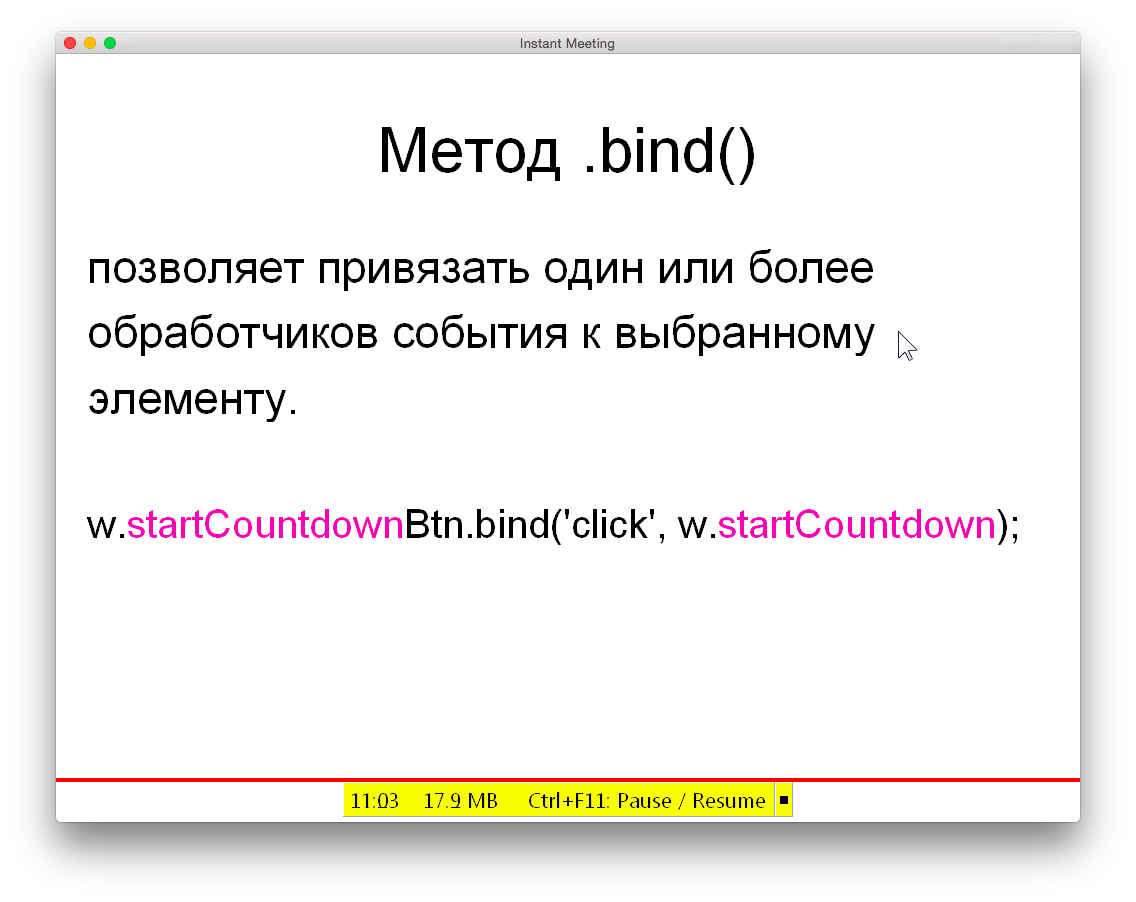 Instant Meeting
Метод .bind()
позволяет привязать один или более
обработчиков события к выбранному
элементу.
w.startCountdownBtn.bind('click', w.startCountdown);
11:03 17.9 MB Ctrl+F11: Pause / Resume